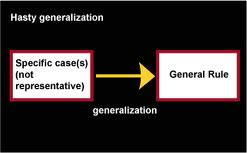 Hasty generalization
Specific case(s)
(not
representative)
General Rule
generalization